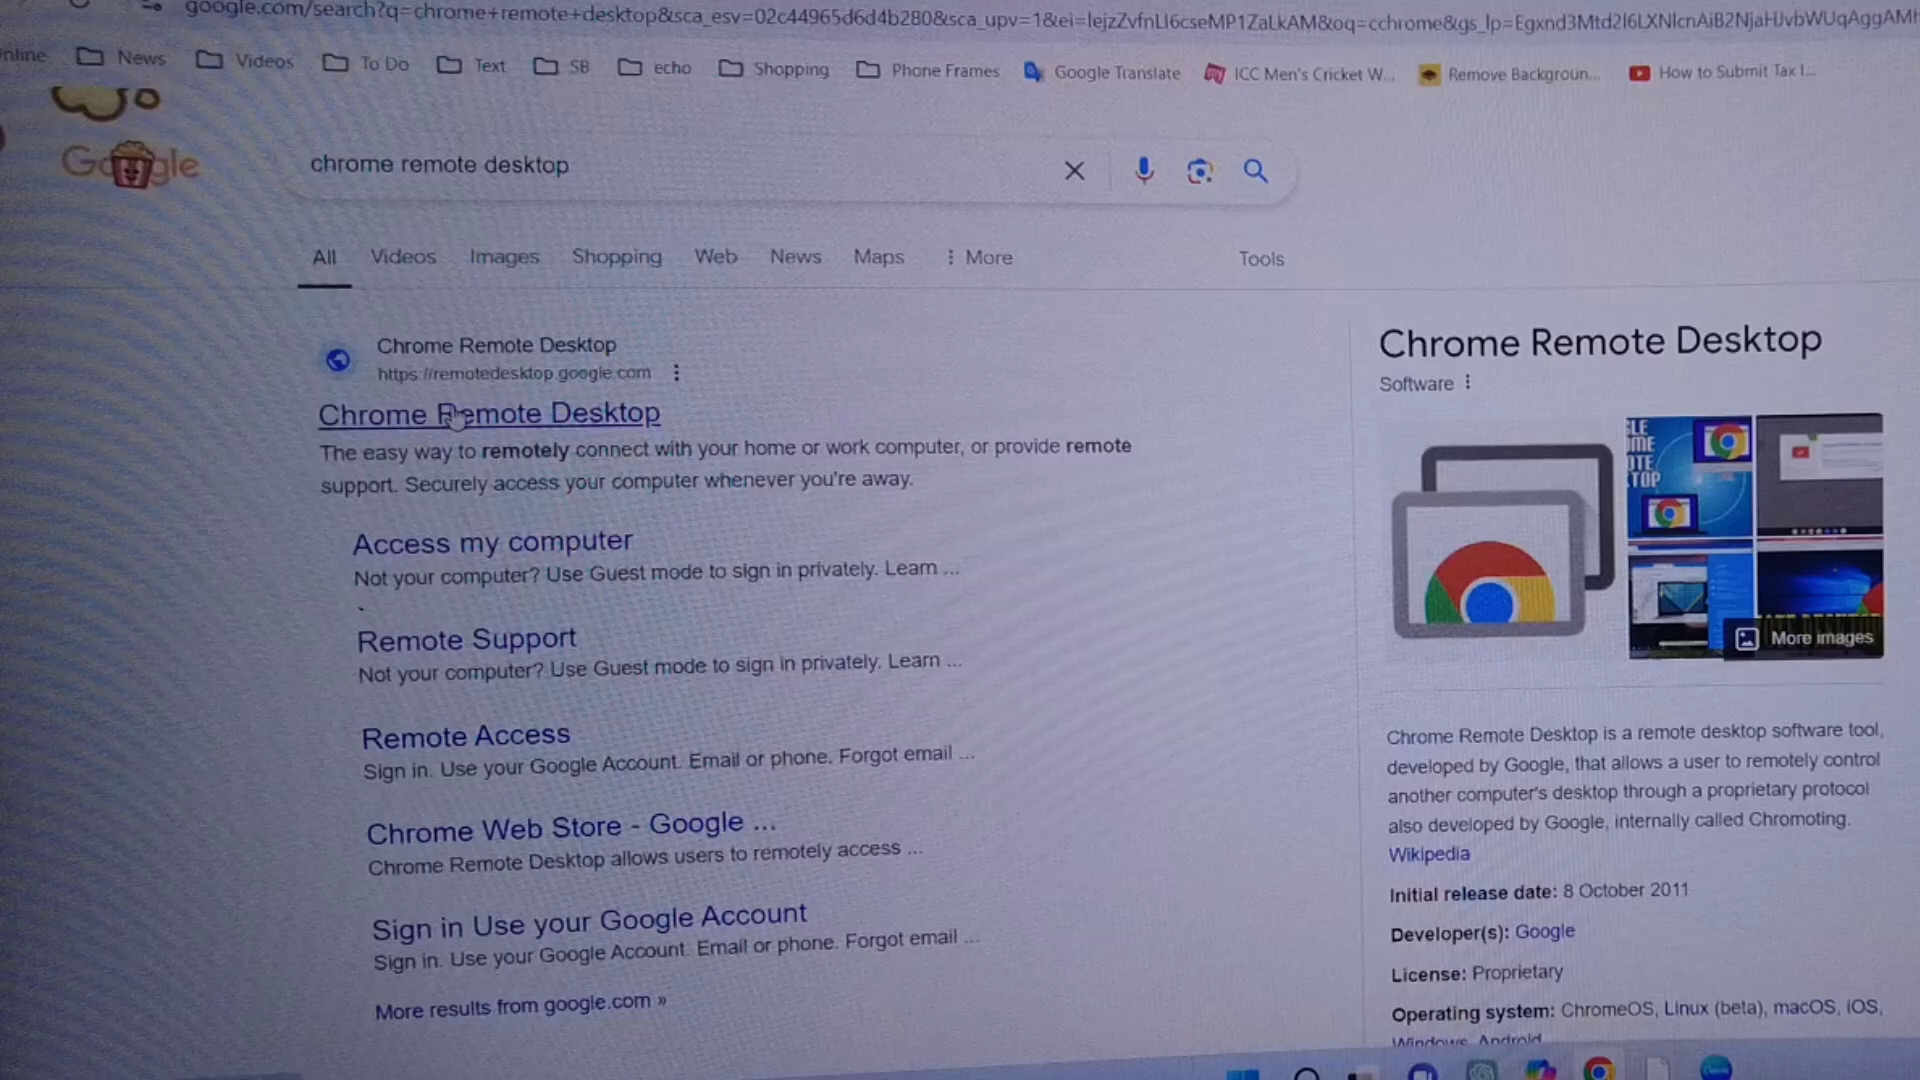 google.com/search?q=chrome+remote+desktop&sca_esv=02c44965d6d4b280&sca_upv=1&ei=
News
Videos
To Do
Text
SB
echo
Shopping
Phone Frames
Google Translate
ICC Men's Cricket W...
Remove Backgroun...
How to Submit Tax I...
Google
chrome remote desktop
All
Videos
Images
Shopping
Web
News
Maps
More
Tools
Chrome Remote Desktop
https://remotedesktop.google.com
Chrome Remote Desktop
The easy way to remotely connect with your home or work computer, or provide remote
support. Securely access your computer whenever you're away.
Access my computer
Not your computer? Use Guest mode to sign in privately. Learn ...
Remote Support
Not your computer? Use Guest mode to sign in privately. Learn ...
Remote Access
Sign in. Use your Google Account. Email or phone. Forgot email ...
Chrome Web Store - Google ...
Chrome Remote Desktop allows users to remotely access ...
Sign in Use your Google Account
Sign in. Use your Google Account. Email or phone. Forgot email ...
More results from google.com »
Chrome Remote Desktop
Software
More images
Chrome Remote Desktop is a remote desktop software tool,
developed by Google, that allows a user to remotely control
another computer's desktop through a proprietary protocol
also developed by Google, internally called Chromoting.
Wikipedia
Initial release date: 8 October 2011
Developer(s): Google
License: Proprietary
Operating system: ChromeOS, Linux (beta), macOS, iOS,
Windows, Android